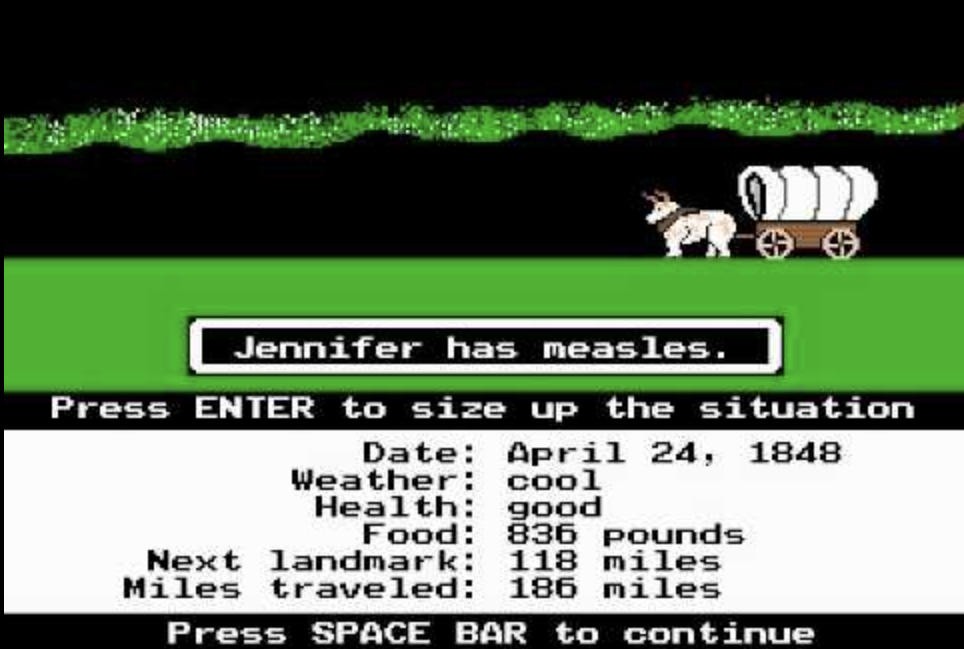 Jennifer has measles.
Press ENTER to size up the situation
Date: April 24, 1848
Weather: cool
Health: good
Food: 836 pounds
Next landmark: 118 miles
Miles traveled: 186 miles
Press SPACE BAR to continue